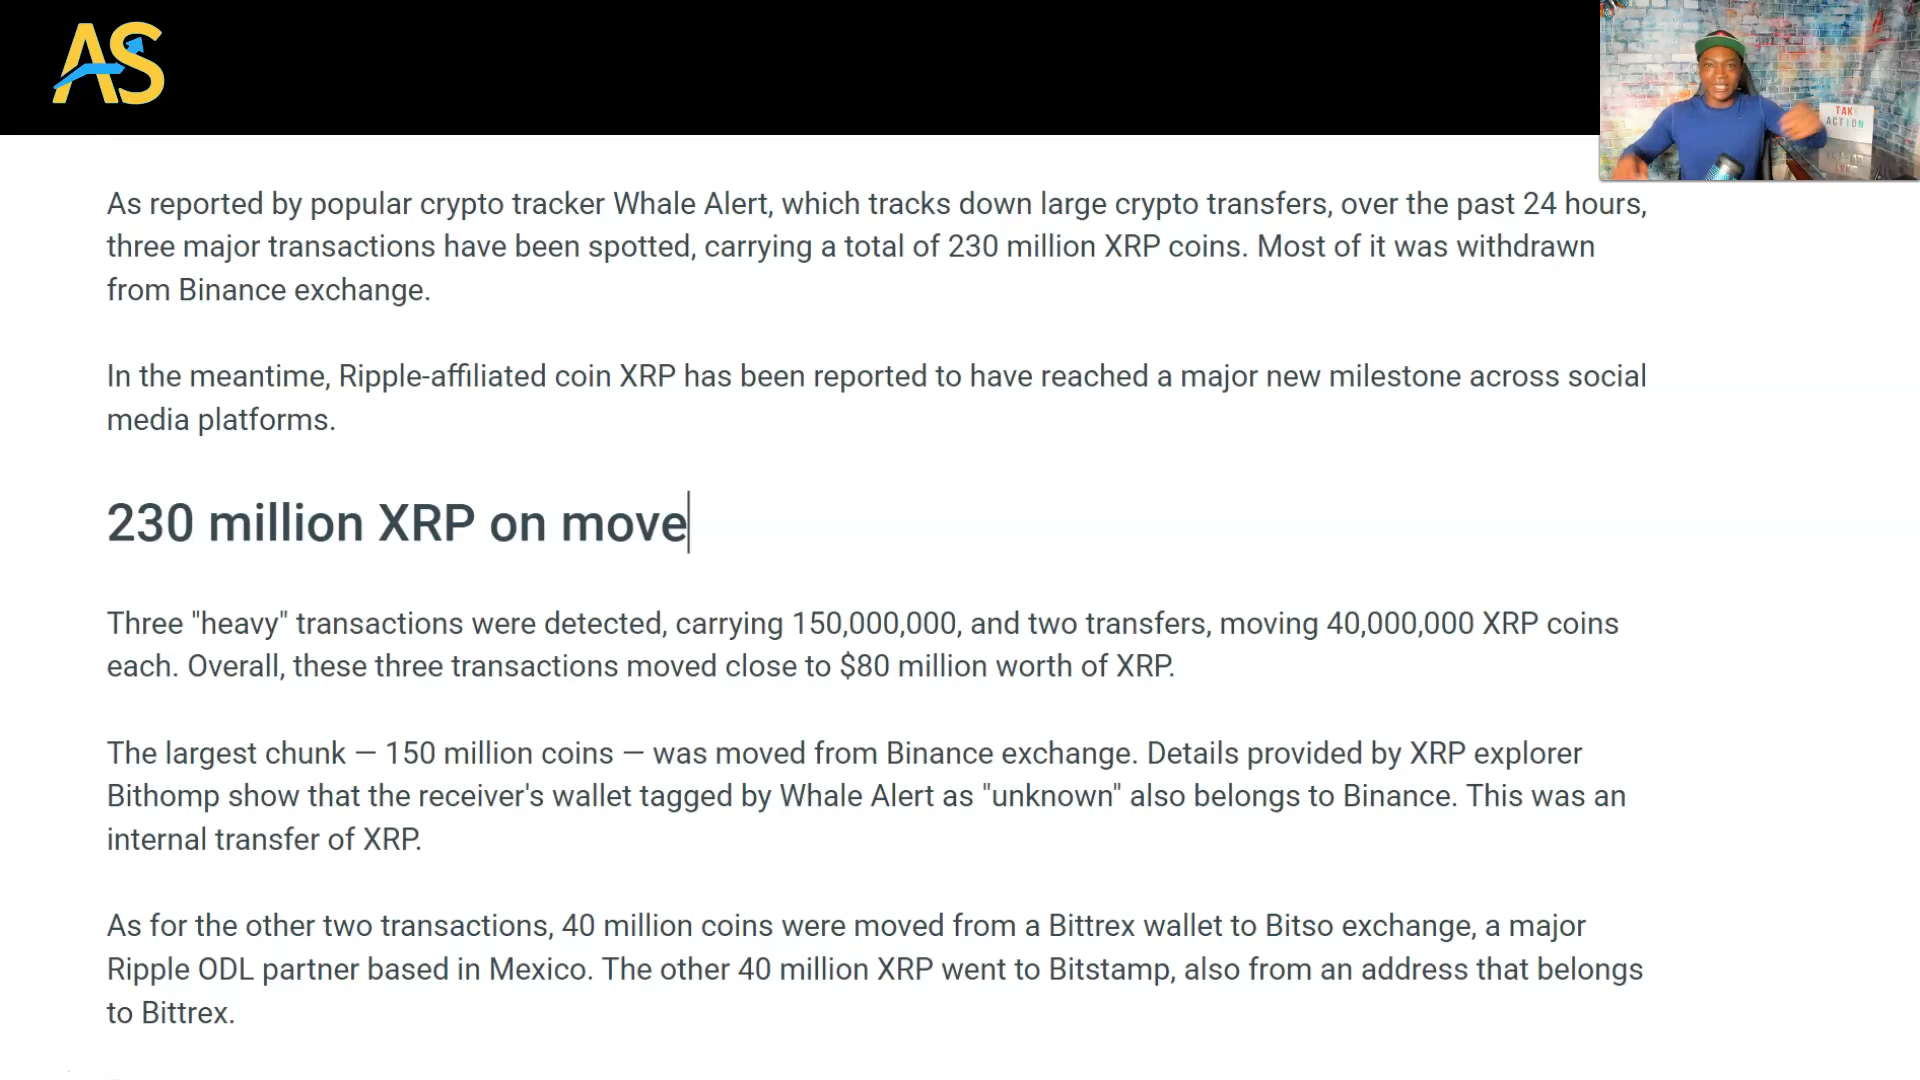 AS
TAK
ACTION
As reported by popular crypto tracker Whale Alert, which tracks down large crypto transfers, over the past 24 hours,
three major transactions have been spotted, carrying a total of 230 million XRP coins. Most of it was withdrawn
from Binance exchange.
In the meantime, Ripple-affiliated coin XRP has been reported to have reached a major new milestone across social
media platforms.
230 million XRP on move
Three "heavy" transactions were detected, carrying 150,000,000, and two transfers, moving 40,000,000 XRP coins
each. Overall, these three transactions moved close to $80 million worth of XRP.
The largest chunk — 150 million coins — was moved from Binance exchange. Details provided by XRP explorer
Bithomp show that the receiver's wallet tagged by Whale Alert as "unknown" also belongs to Binance. This was an
internal transfer of XRP.
As for the other two transactions, 40 million coins were moved from a Bittrex wallet to Bitso exchange, a major
Ripple ODL partner based in Mexico. The other 40 million XRP went to Bitstamp, also from an address that belongs
to Bittrex.